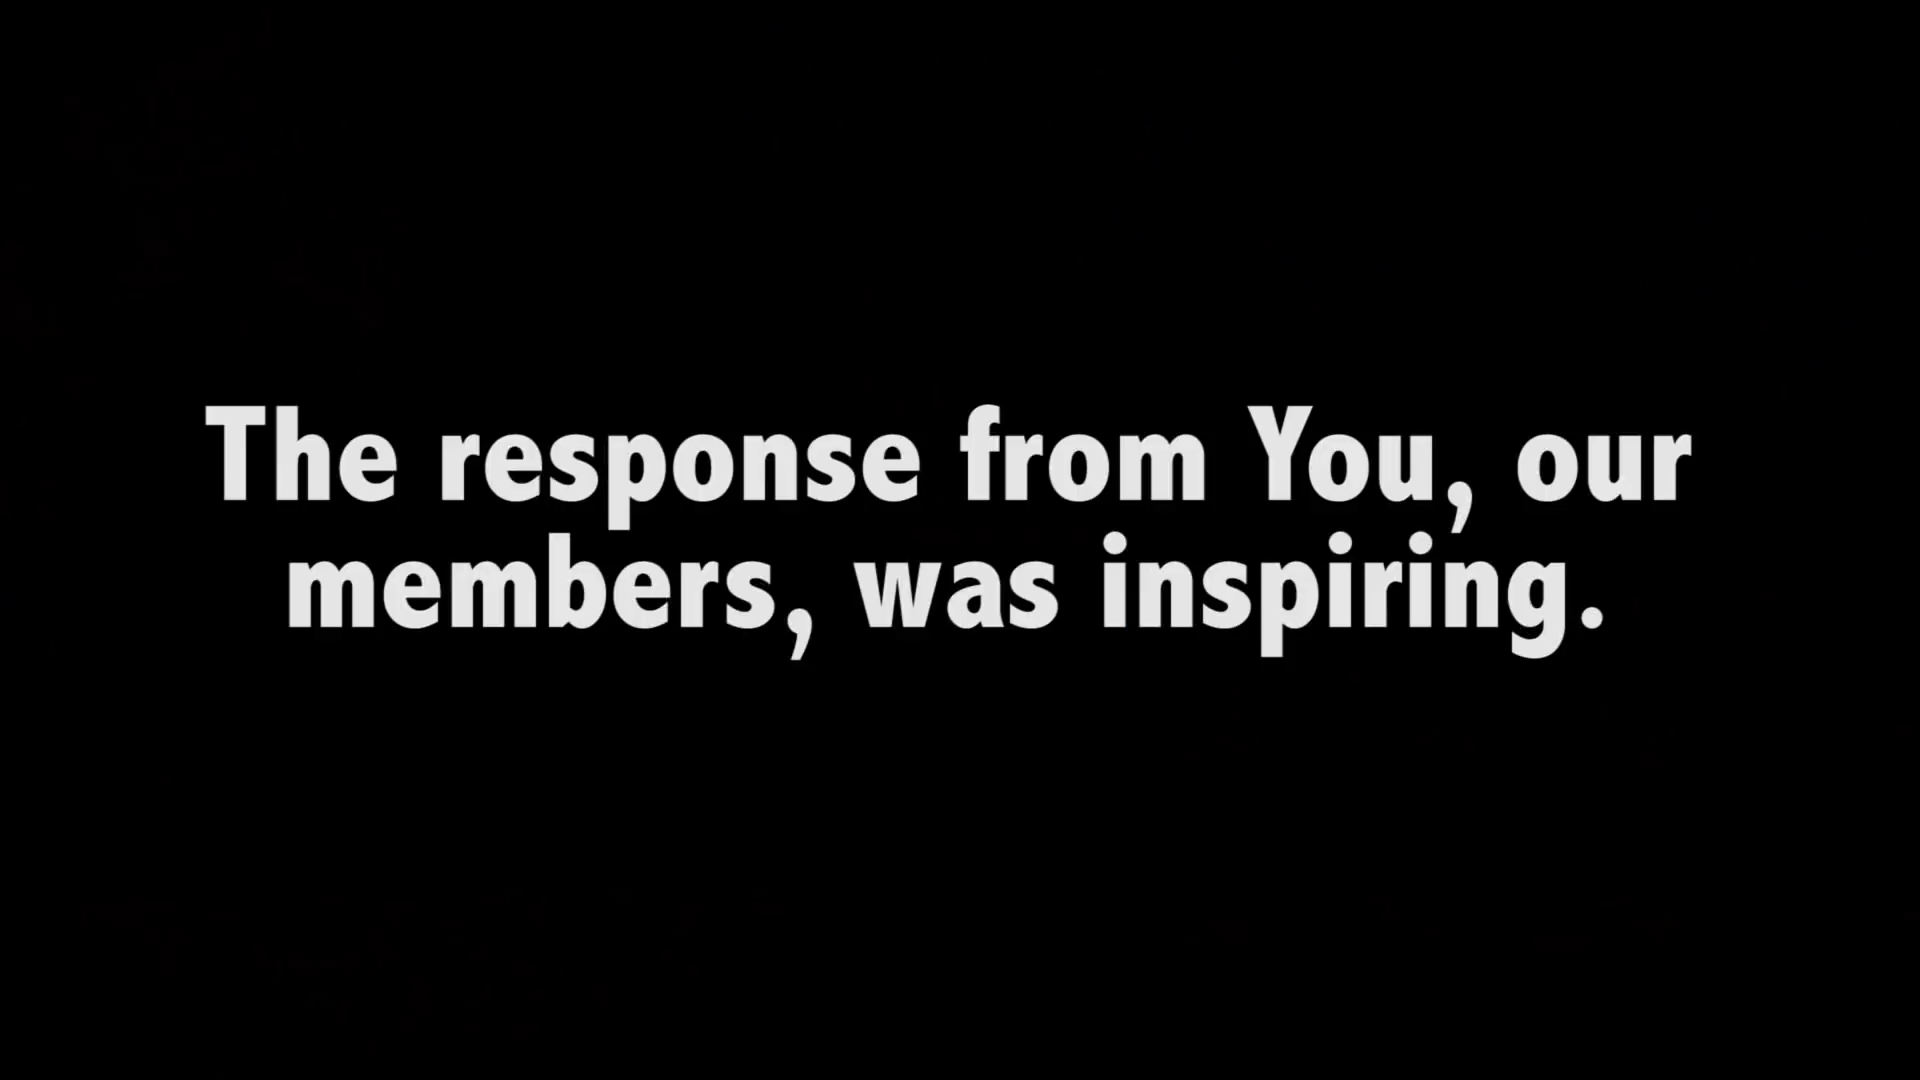 The response from You, our
members, was inspiring.